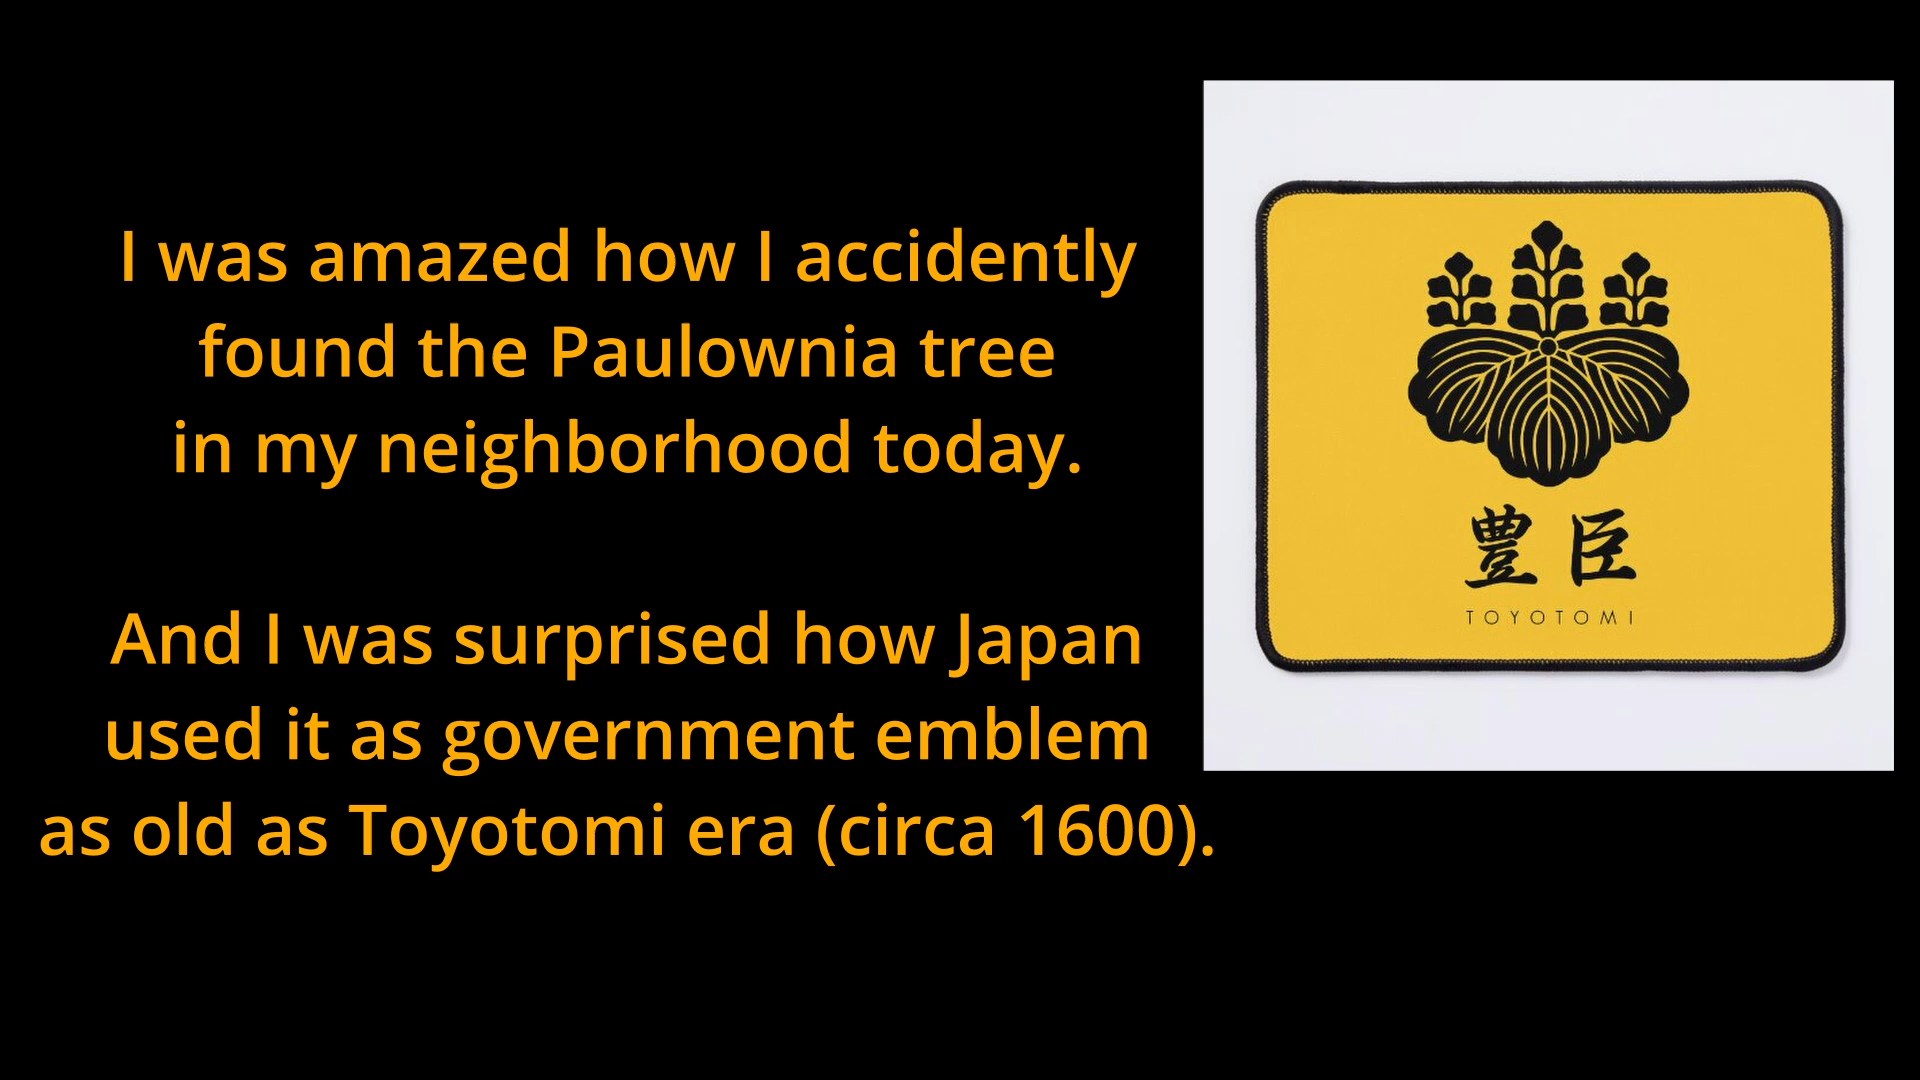 I was amazed how I accidently
found the Paulownia tree
in my neighborhood today.
And I was surprised how Japan
used it as government emblem
as old as Toyotomi era (circa 1600).
豊臣
TOYOTOMI